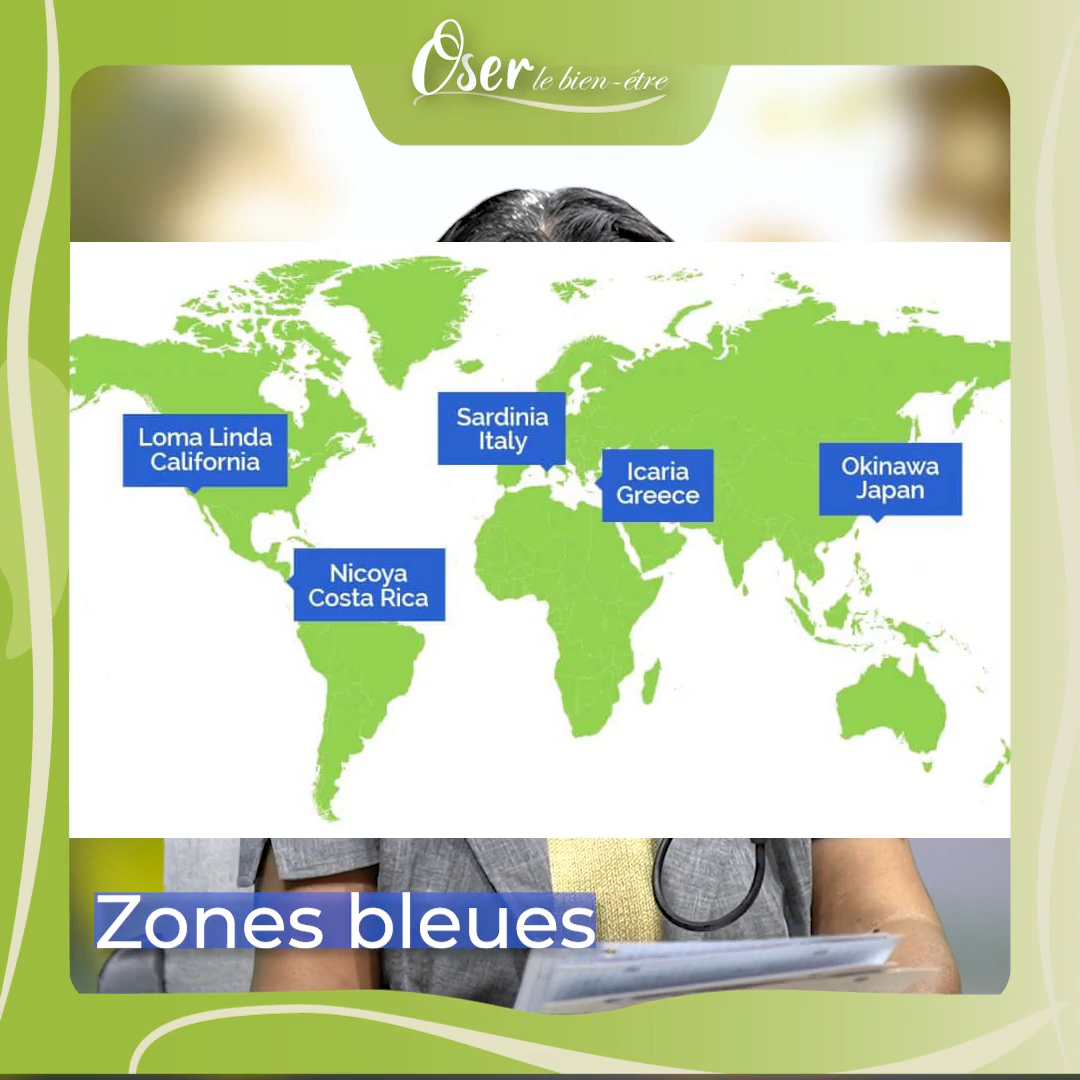 Oser le bien-être
Loma Linda
California
Sardinia
Italy
Icaria
Greece
Okinawa
Japan
Nicoya
Costa Rica
Zones bleues